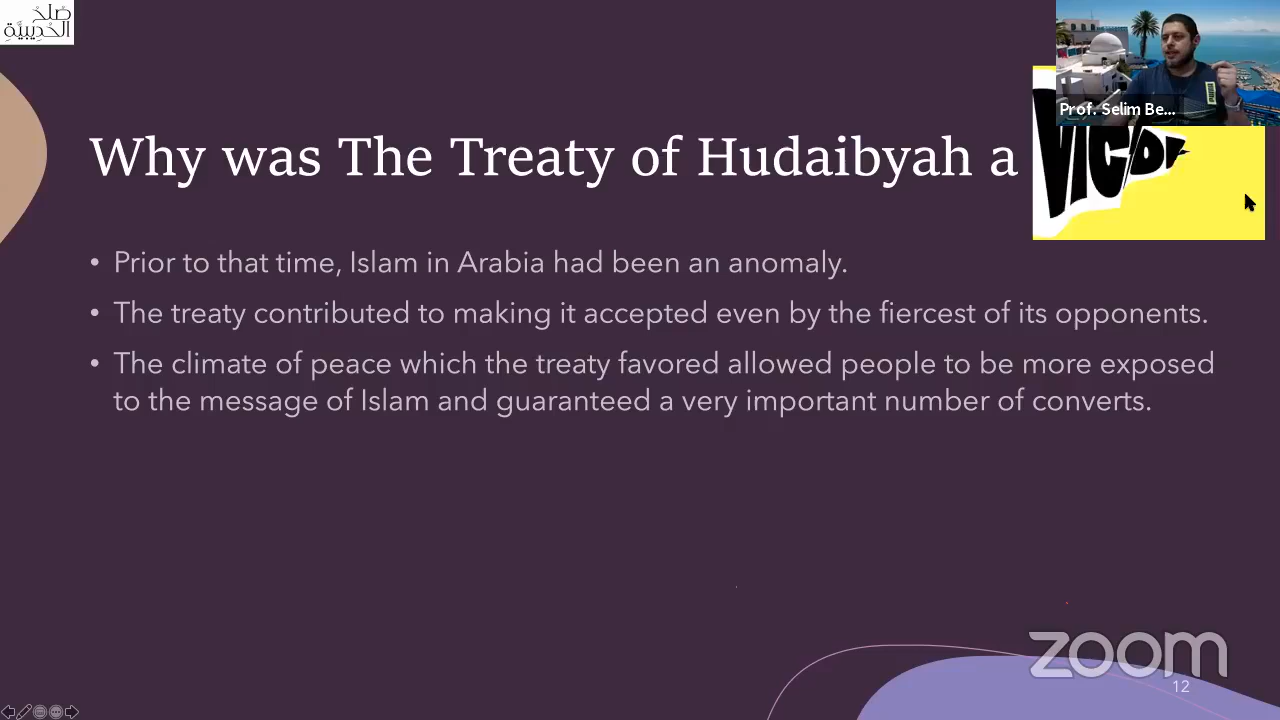 صُلْحُ
الْحُدَيْبِيَّة
Prof. Selim Be...
Why was The Treaty of Hudaibyah a
• Prior to that time, Islam in Arabia had been an anomaly.
• The treaty contributed to making it accepted even by the fiercest of its opponents.
• The climate of peace which the treaty favored allowed people to be more exposed
to the message of Islam and guaranteed a very important number of converts.
zoom
12